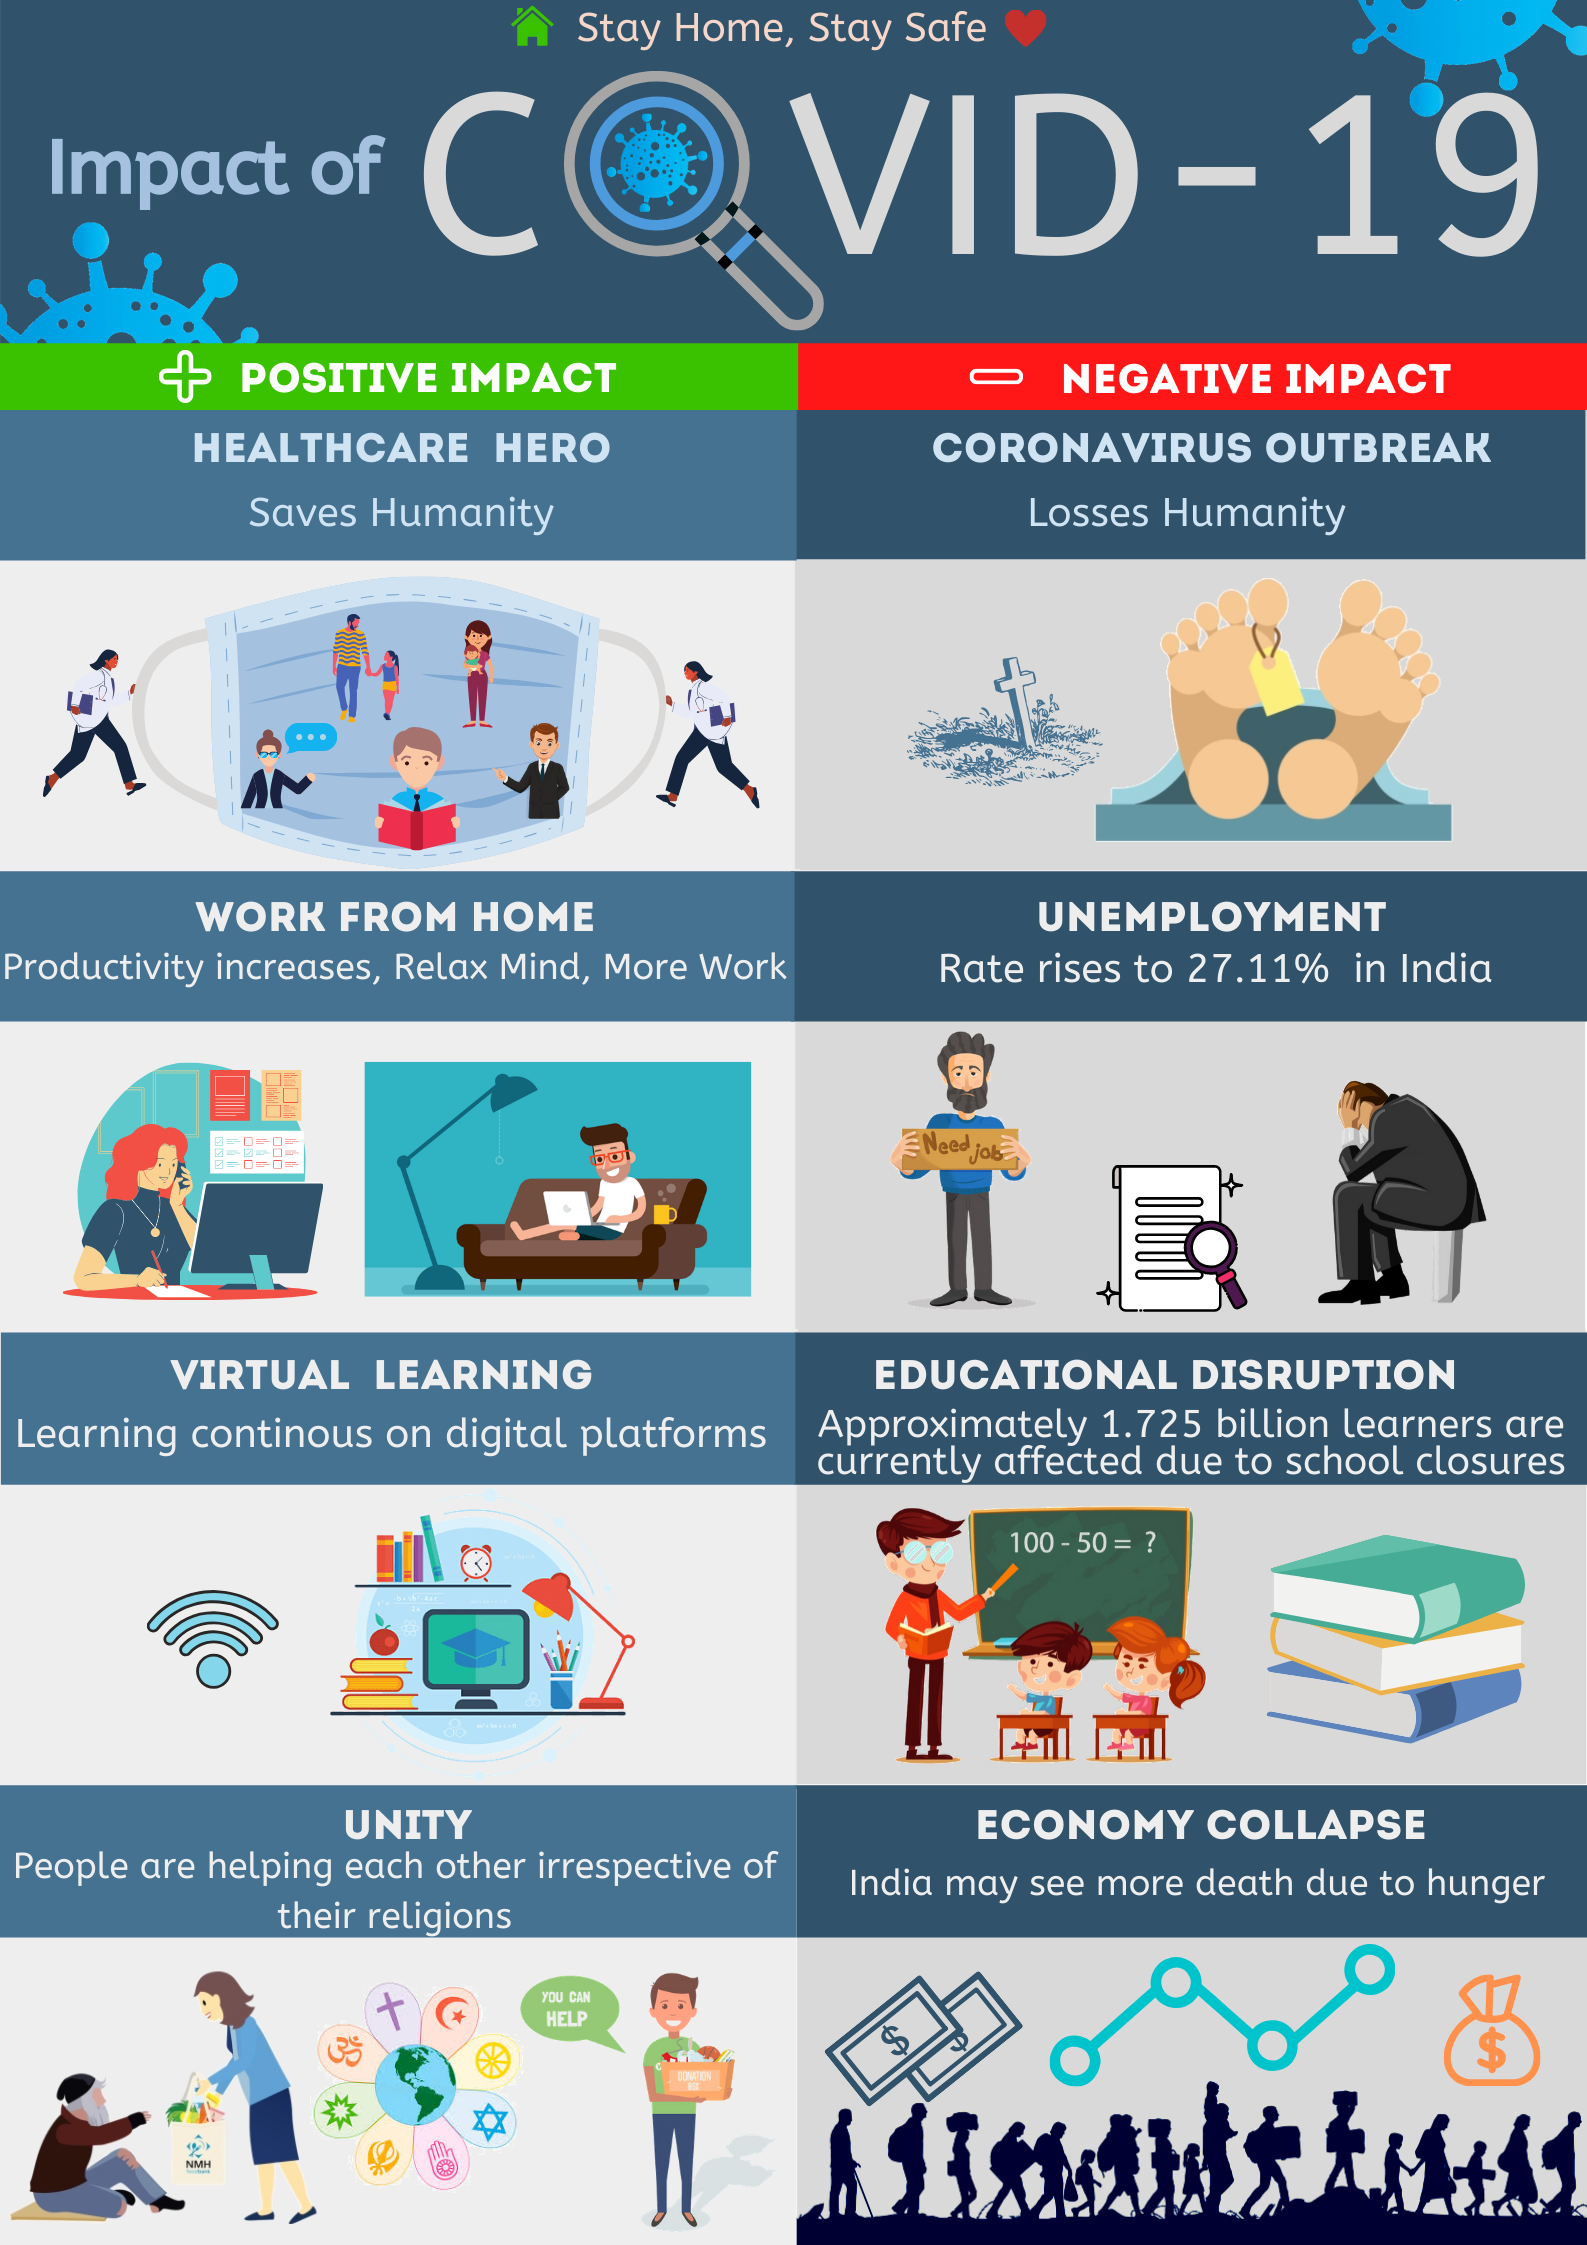 Stay Home, Stay Safe
Impact of COVID-19
POSITIVE IMPACT
NEGATIVE IMPACT
HEALTHCARE HERO
Saves Humanity
CORONAVIRUS OUTBREAK
Losses Humanity
WORK FROM HOME
Productivity increases, Relax Mind, More Work
UNEMPLOYMENT
Rate rises to 27.11% in India
Need job
VIRTUAL LEARNING
Learning continous on digital platforms
EDUCATIONAL DISRUPTION
Approximately 1.725 billion learners are
currently affected due to school closures
100 - 50 = ?
UNITY
People are helping each other irrespective of
their religions
ECONOMY COLLAPSE
India may see more death due to hunger
YOU CAN
HELP
DONATION
BOX
NMH
$
$
$